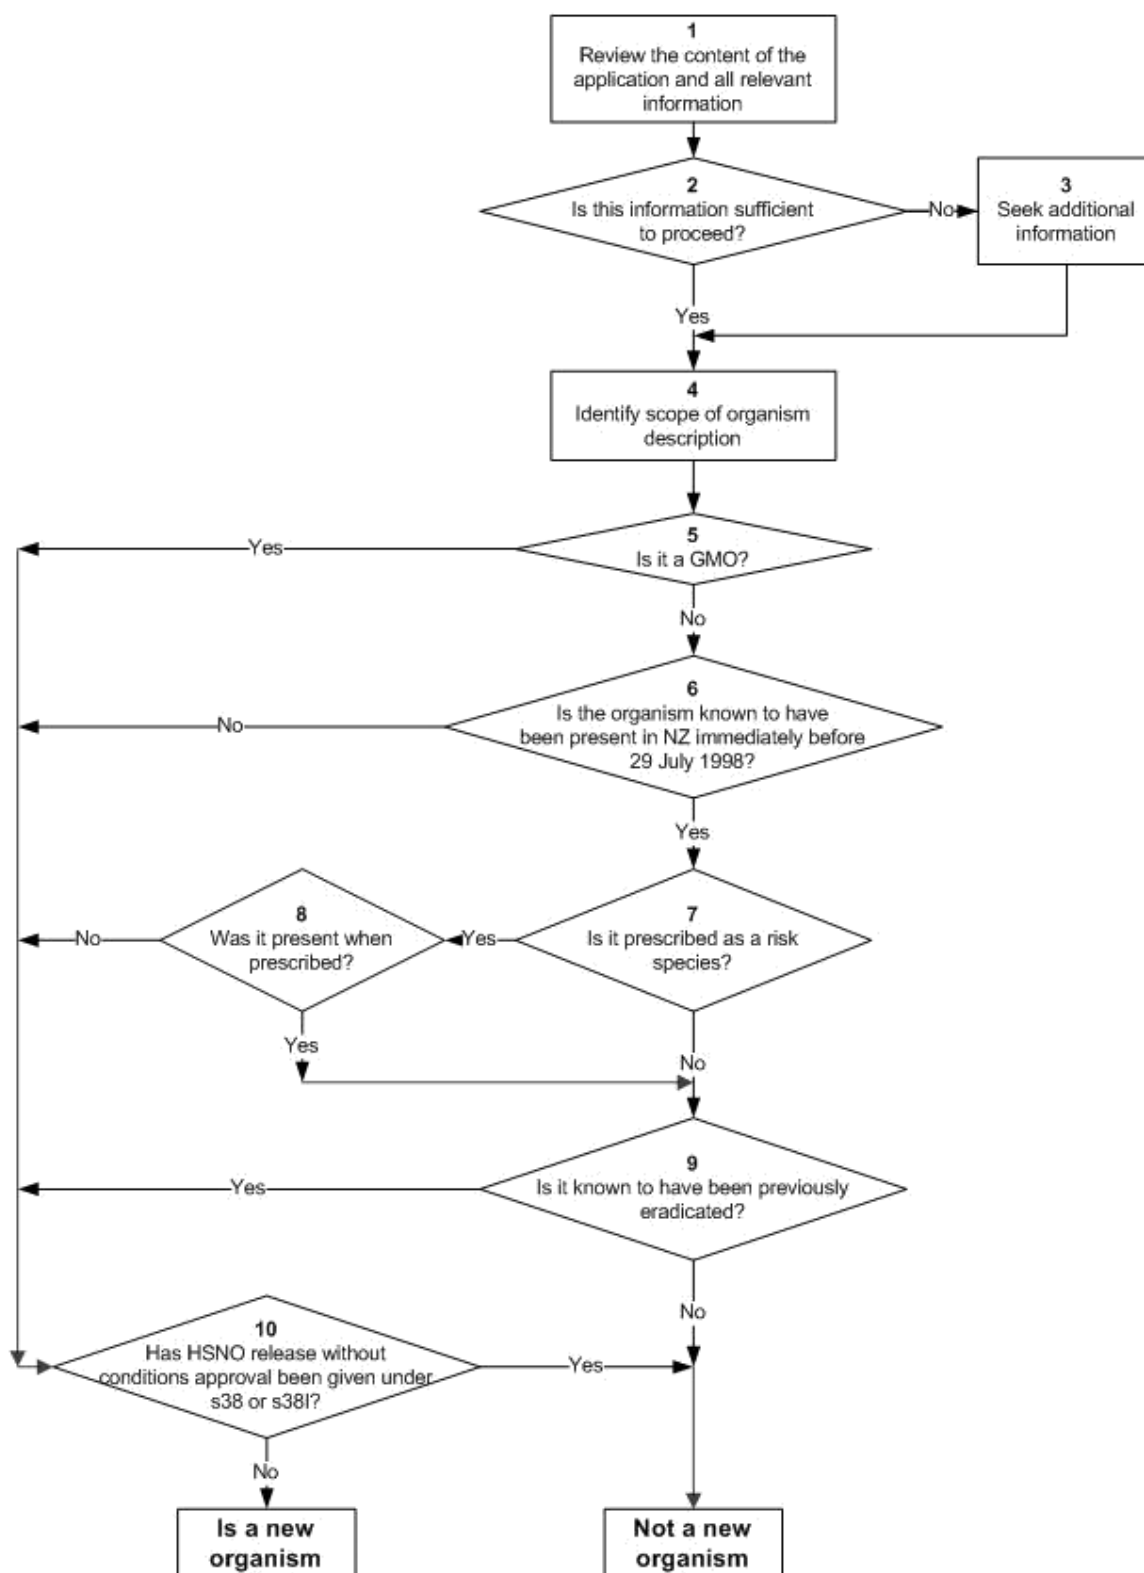 1
Review the content of the
application and all relevant
information
2
Is this information sufficient
to proceed?
No
3
Seek additional
information
Yes
4
Identify scope of organism
description
5
Is it a GMO?
Yes
No
6
Is the organism known to have
been present in NZ immediately before
29 July 1998?
No
Yes
7
Is it prescribed as a risk
species?
Yes
8
Was it present when
prescribed?
No
Yes
No
9
Is it known to have been previously
eradicated?
Yes
No
10
Has HSNO release without
conditions approval been given under
s38 or s38I?
Yes
No
Is a new
organism
Not a new
organism